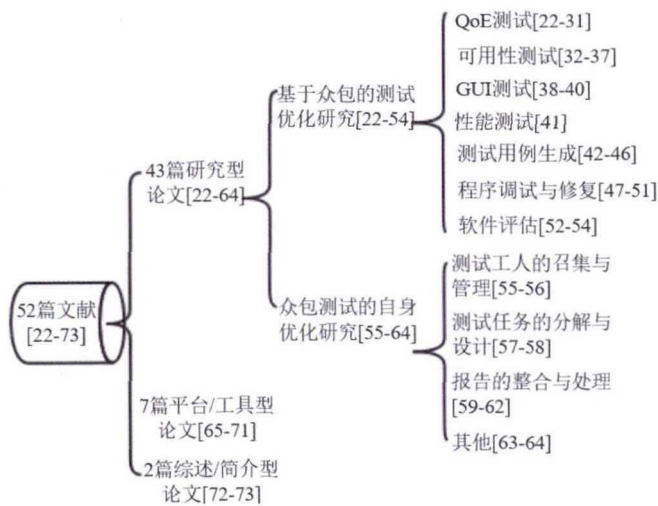 52篇文献
[22-73]
43篇研究型
论文[22-64]
基于众包的测试
优化研究[22-54]
QoE测试[22-31]
可用性测试[32-37]
GUI测试[38-40]
性能测试[41]
测试用例生成[42-46]
程序调试与修复[47-51]
软件评估[52-54]
众包测试的自身
优化研究[55-64]
测试工人的召集与
管理[55-56]
测试任务的分解与
设计[57-58]
报告的整合与处理
[59-62]
其他[63-64]
7篇平台/工具型
论文[65-71]
2篇综述/简介型
论文[72-73]